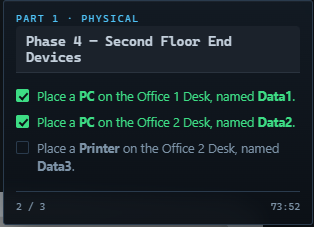 PART 1 · PHYSICAL
Phase 4 — Second Floor End
Devices
Place a PC on the Office 1 Desk, named Data1.
Place a PC on the Office 2 Desk, named Data2.
Place a Printer on the Office 2 Desk, named
Data3.
2 / 3
73:52